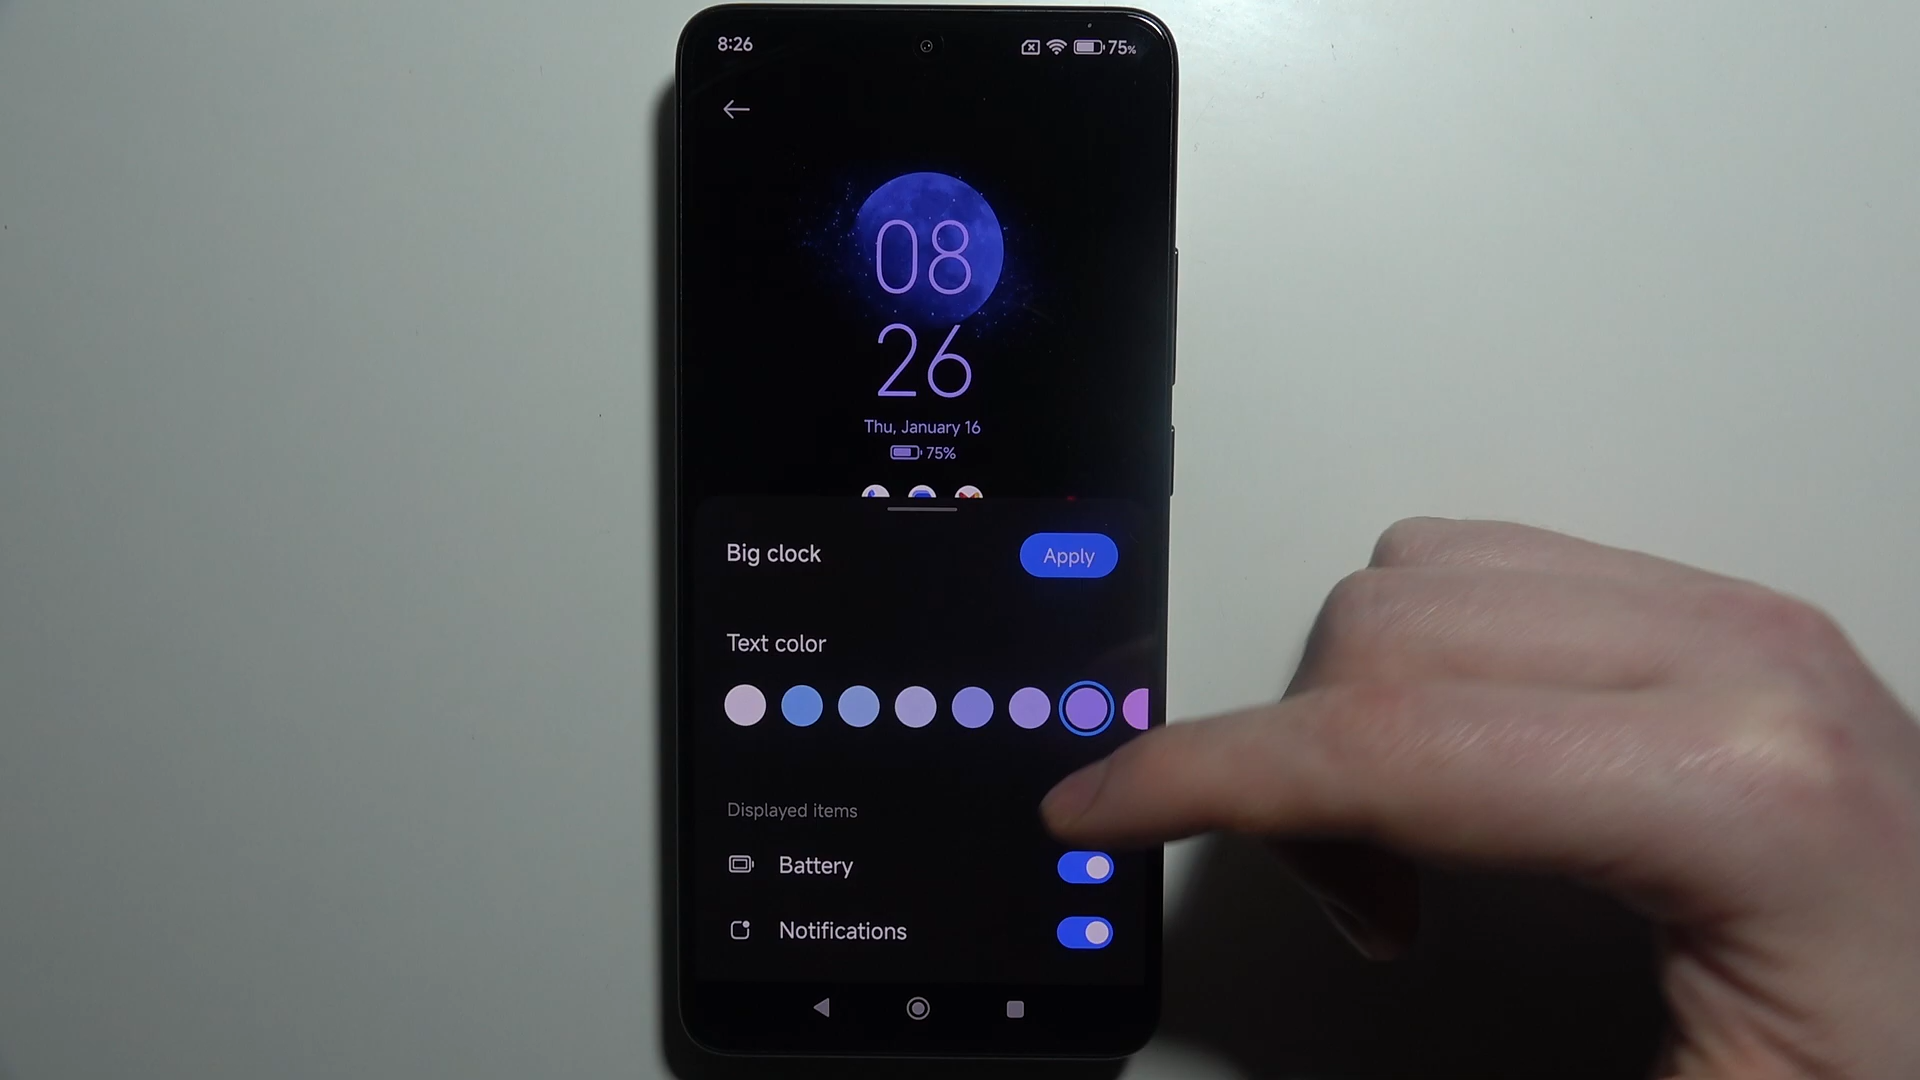 8:26
75%
08
26
Thu, January 16
75%
Big clock
Apply
Text color
Displayed items
Battery
Notifications